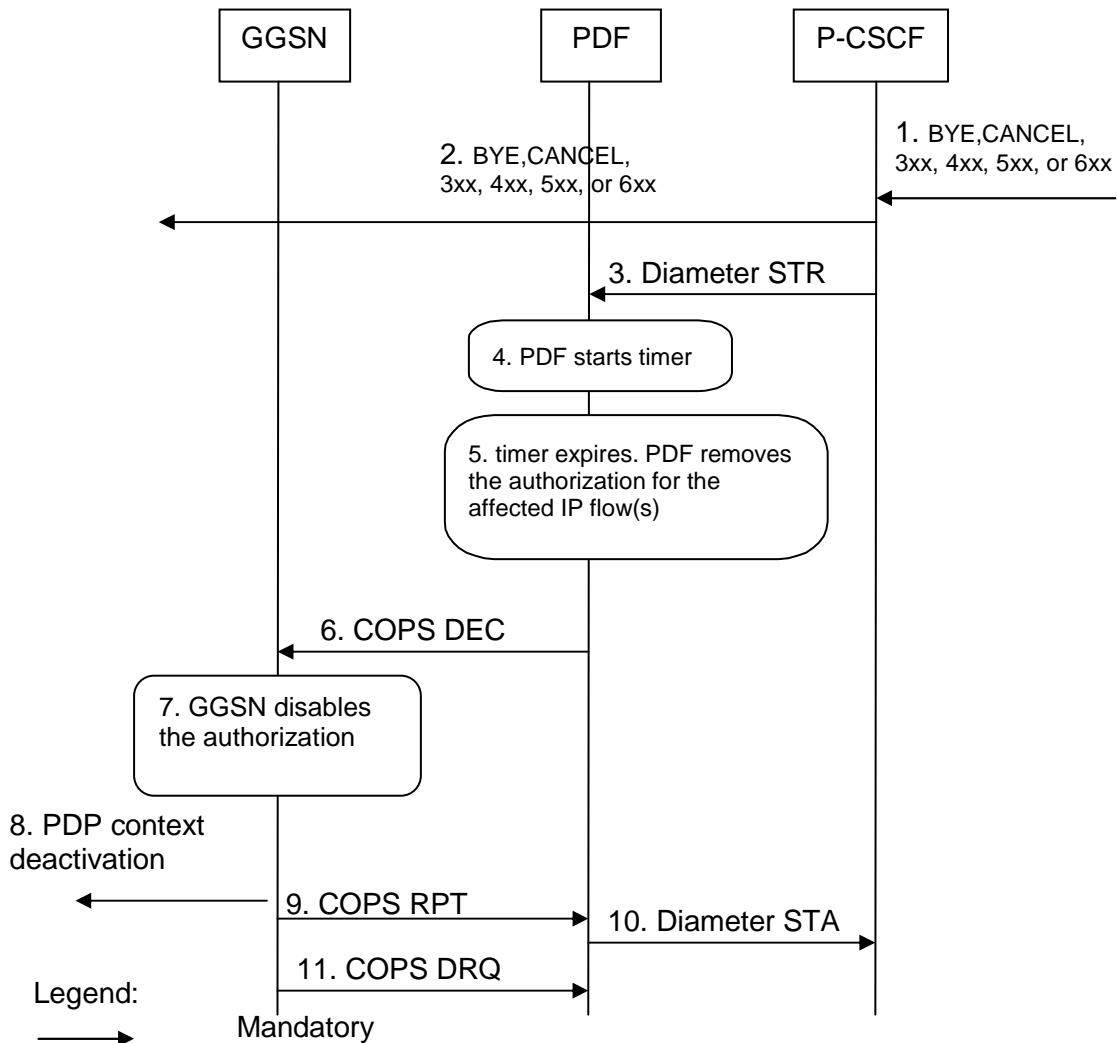 GGSN
PDF
P-CSCF
1. BYE,CANCEL,
3xx, 4xx, 5xx, or 6xx
2. BYE,CANCEL,
3xx, 4xx, 5xx, or 6xx
3. Diameter STR
4. PDF starts timer
5. timer expires. PDF removes
the authorization for the
affected IP flow(s)
6. COPS DEC
7. GGSN disables
the authorization
8. PDP context
deactivation
9. COPS RPT
10. Diameter STA
11. COPS DRQ
Legend:
Mandatory